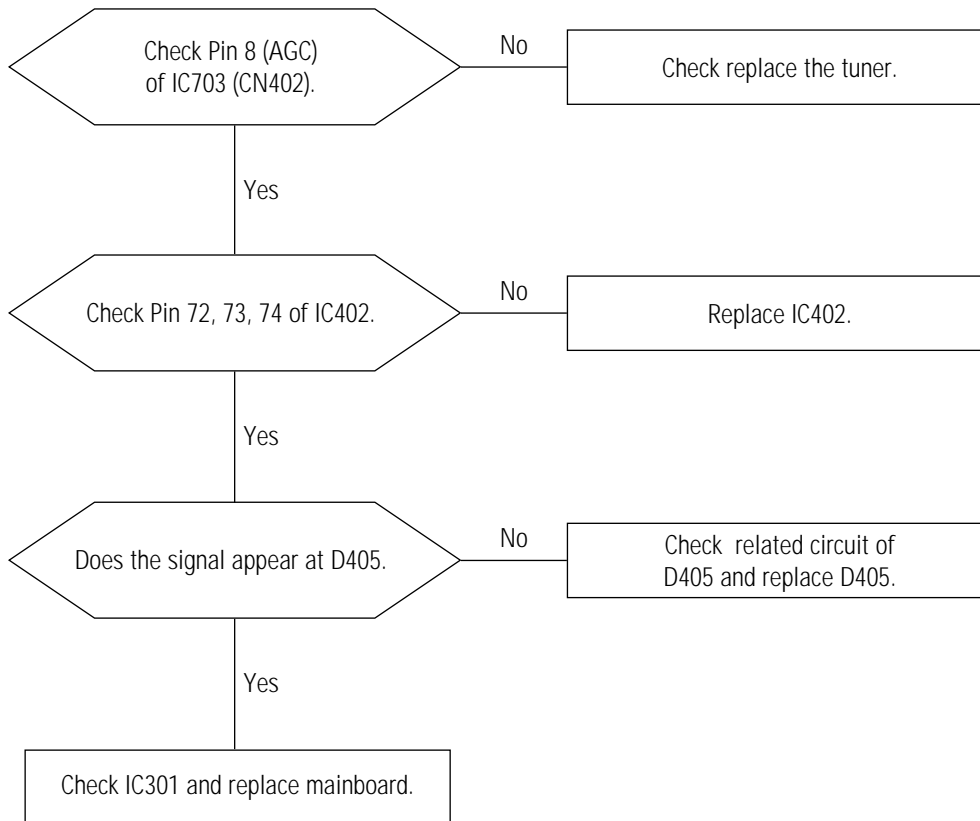 Check Pin 8 (AGC)
of IC703 (CN402).
No
Check replace the tuner.
Yes
Check Pin 72, 73, 74 of IC402.
No
Replace IC402.
Yes
Does the signal appear at D405.
No
Check related circuit of
D405 and replace D405.
Yes
Check IC301 and replace mainboard.